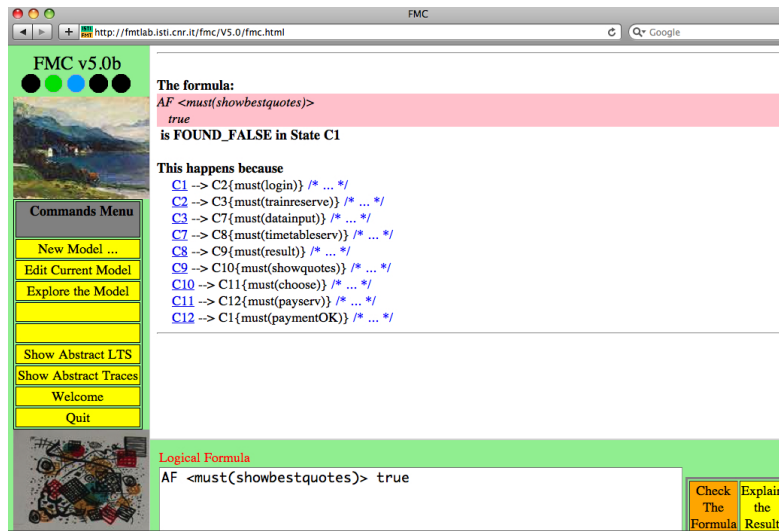 FMC
http://fmtlab.isti.cnr.it/fmc/V5.0/fmc.html
Google
FMC v5.0b
Commands Menu
New Model ...
Edit Current Model
Explore the Model
Show Abstract LTS
Show Abstract Traces
Welcome
Quit
The formula:
AF <must(showbestquotes)>
true
is FOUND_FALSE in State C1
This happens because
C1 --> C2{must(login)} /* ... */
C2 --> C3{must(trainreserve)} /* ... */
C3 --> C7{must(datainput)} /* ... */
C7 --> C8{must(timetableserv)} /* ... */
C8 --> C9{must(result)} /* ... */
C9 --> C10{must(showquotes)} /* ... */
C10 --> C11{must(choose)} /* ... */
C11 --> C12{must(payserv)} /* ... */
C12 --> C1{must(paymentOK)} /* ... */
Logical Formula
AF <must(showbestquotes)> true
Check
The
Formula
Explain
the
Result